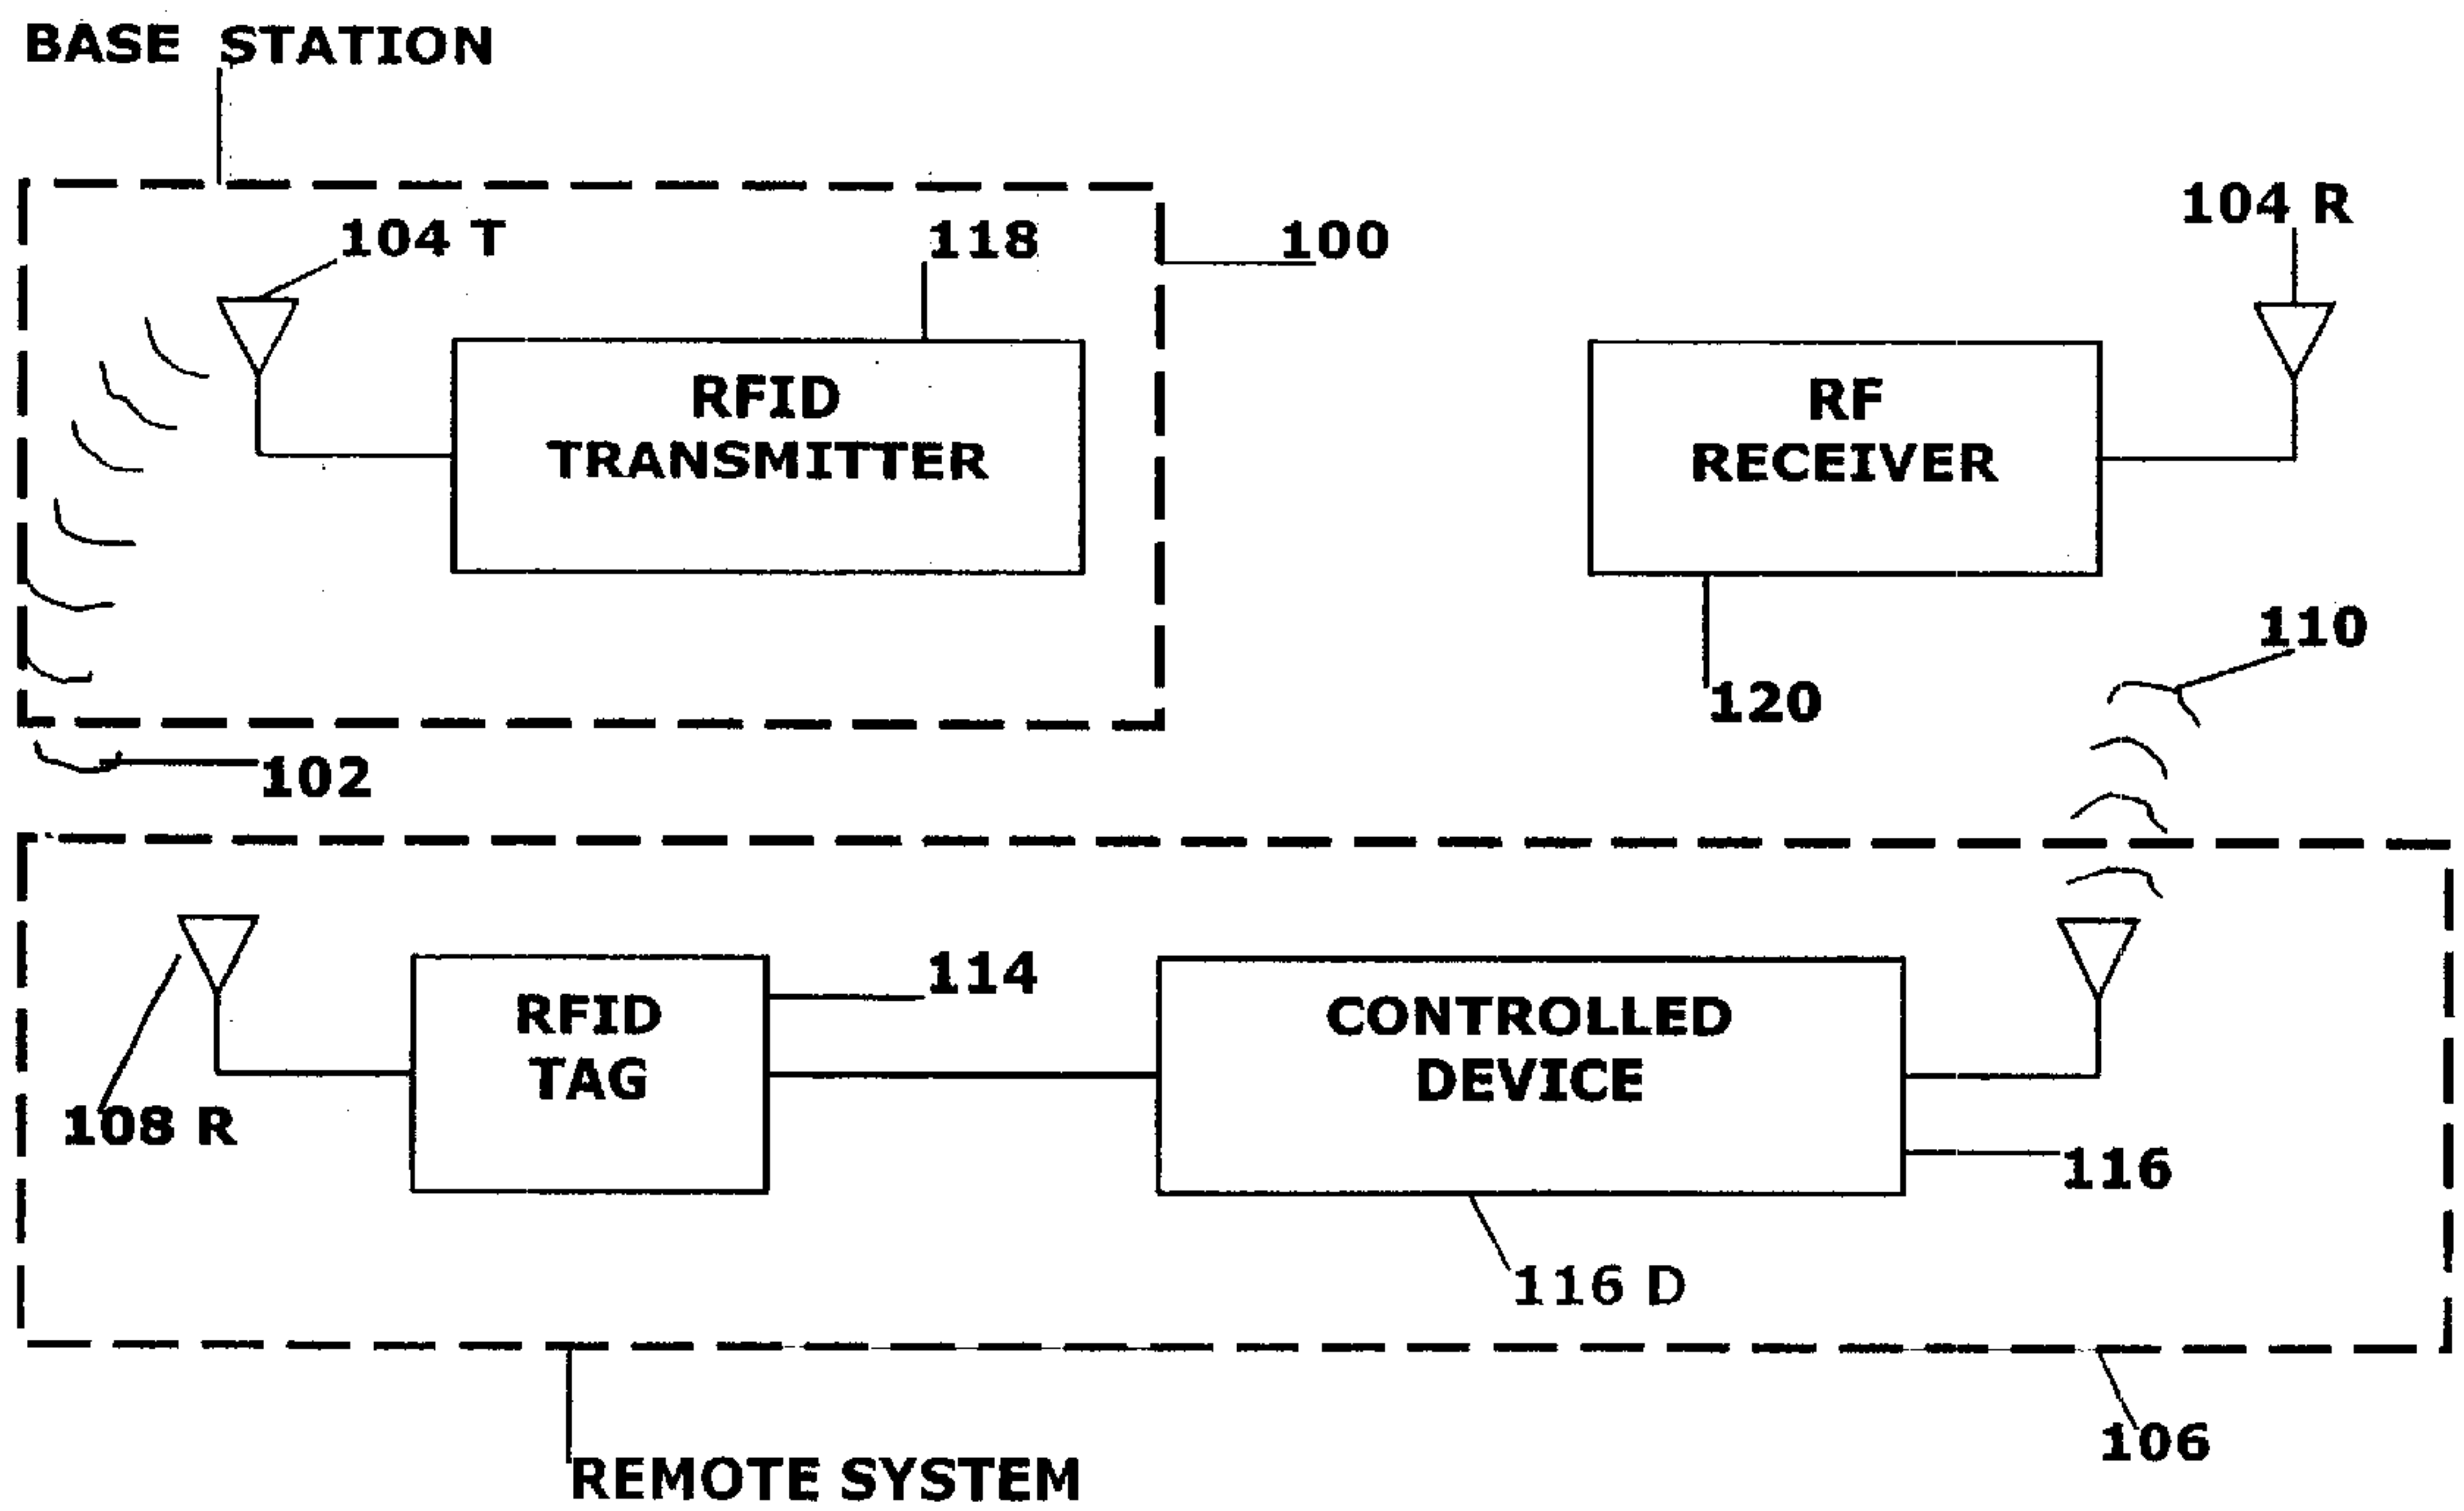 BASE STATION
104 T
118
100
104 R
RFID
TRANSMITTER
RF
RECEIVER
120
110
102
108 R
RFID
TAG
114
CONTROLLED
DEVICE
116
116 D
106
REMOTE SYSTEM